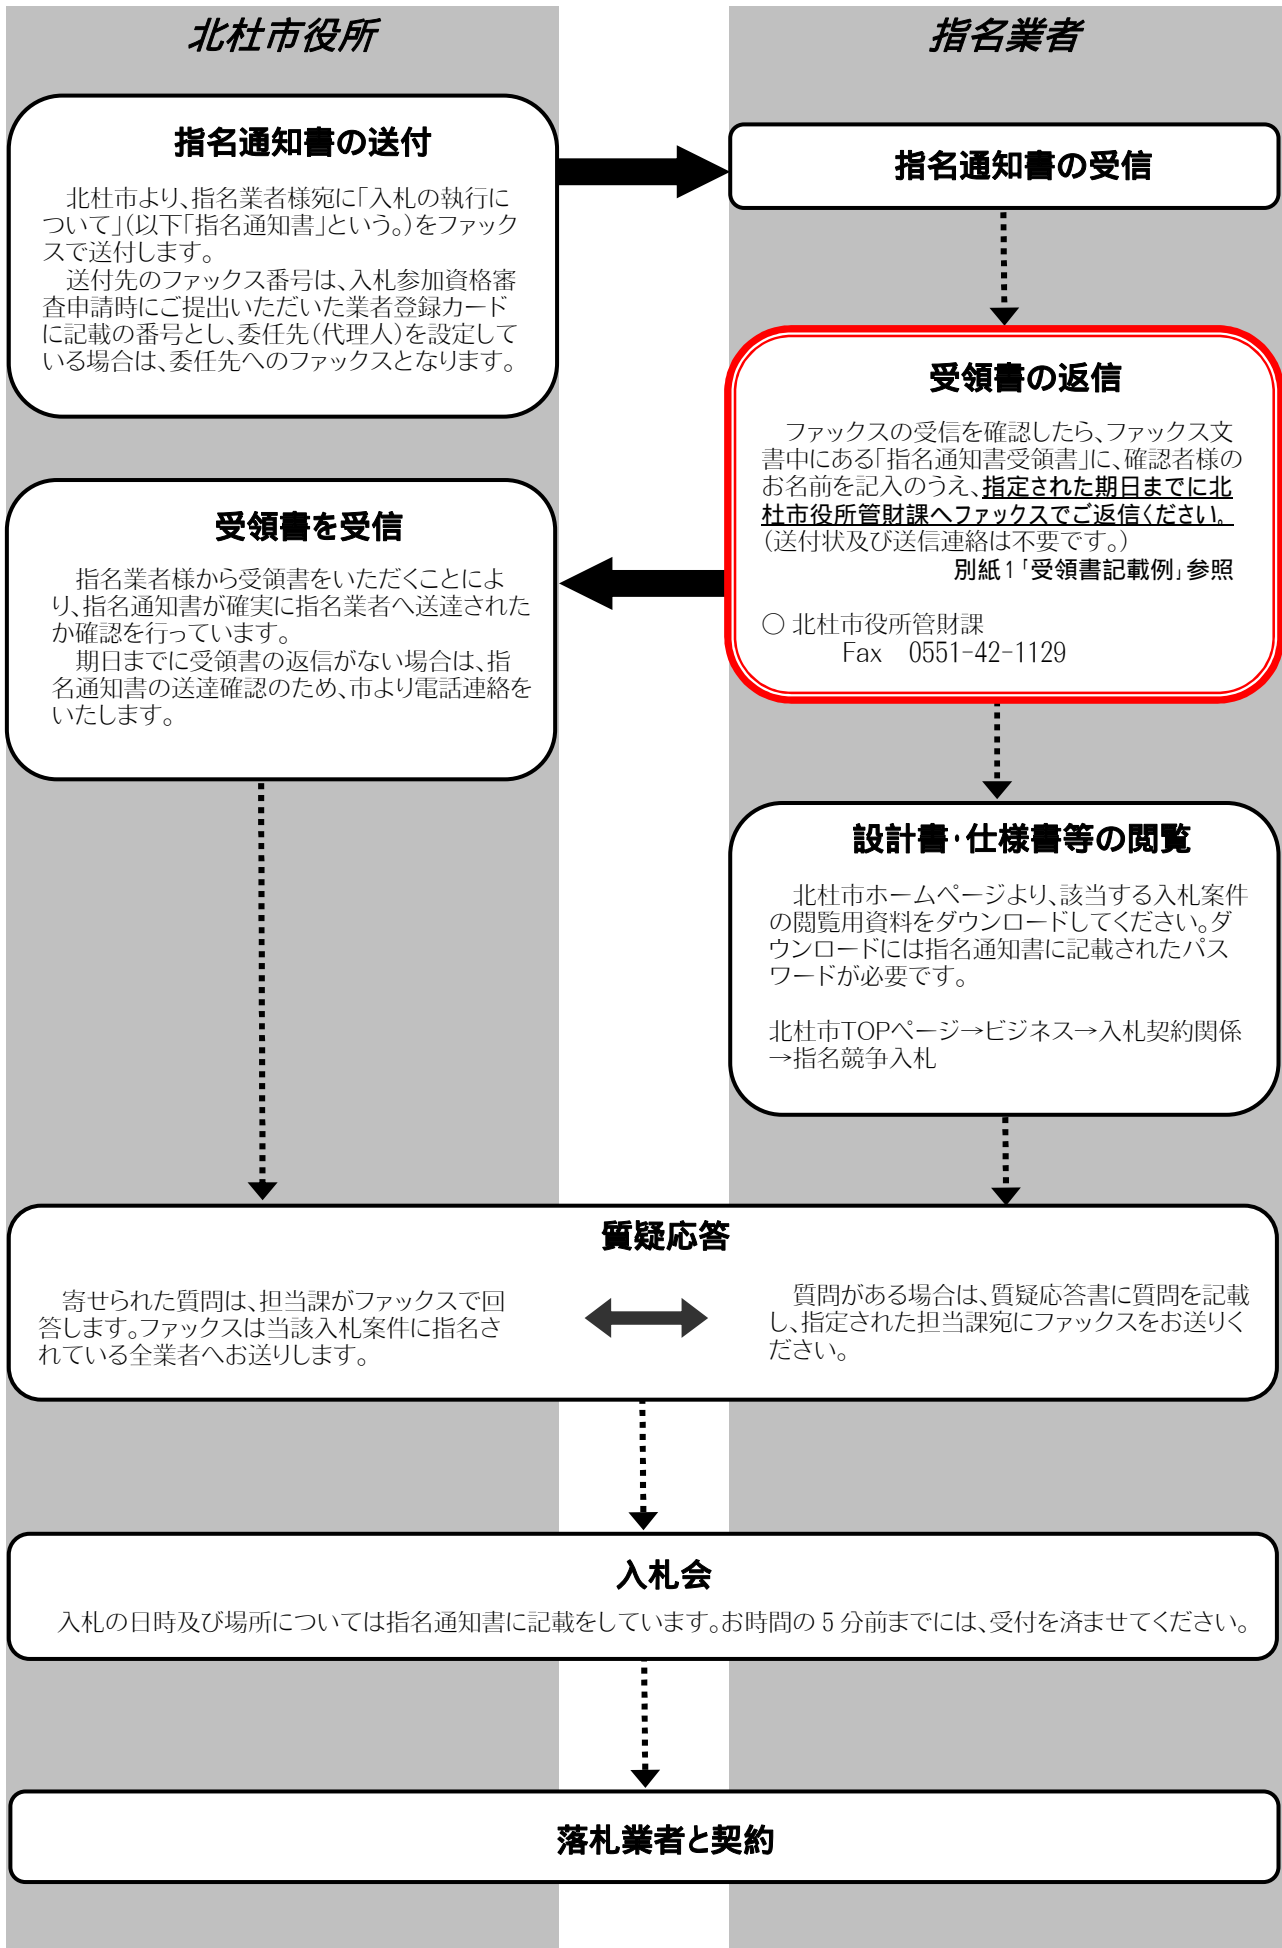 北杜市役所
指名業者
指名通知書の送付
北杜市より、指名業者様宛に「入札の執行に
ついて」（以下「指名通知書」という。）をファック
スで送付します。
送付先のファックス番号は、入札参加資格審
査申請時にご提出いただいた業者登録カード
に記載の番号とし、委任先（代理人）を設定して
いる場合は、委任先へのファックスとなります。
指名通知書の受信
受領書の返信
ファックスの受信を確認したら、ファックス文
書中にある「指名通知書受領書」に、確認者様の
お名前を記入のうえ、指定された期日までに北
杜市役所管財課へファックスでご返信ください。
（送付状及び送信連絡は不要です。）
別紙1「受領書記載例」参照
○ 北杜市役所管財課
Fax　0551-42-1129
受領書を受信
指名業者様から受領書をいただくことによ
り、指名通知書が確実に指名業者へ送達された
か確認を行っています。
期日までに受領書の返信がない場合は、指
名通知書の送達確認のため、市より電話連絡を
いたします。
設計書・仕様書等の閲覧
北杜市ホームページより、該当する入札案件
の閲覧用資料をダウンロードしてください。ダ
ウンロードには指名通知書に記載されたパス
ワードが必要です。
北杜市TOPページ→ビジネス→入札契約関係
→指名競争入札
質疑応答
寄せられた質問は、担当課がファックスで回
答します。ファックスは当該入札案件に指名さ
れている全業者へお送りします。
質問がある場合は、質疑応答書に質問を記載
し、指定された担当課宛にファックスをお送りく
ださい。
入札会
入札の日時及び場所については指名通知書に記載をしています。お時間の５分前までには、受付を済ませてください。
落札業者と契約